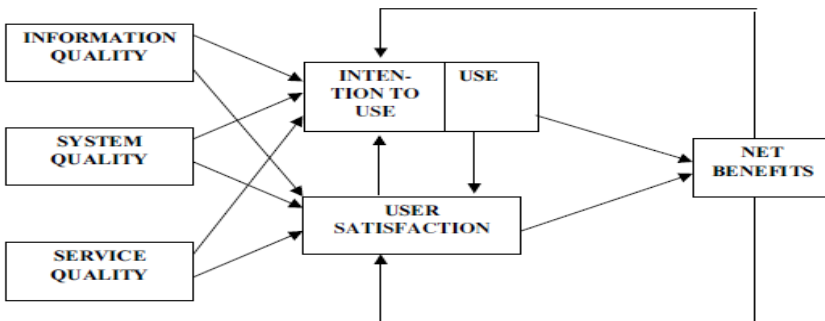 INFORMATION
QUALITY
INTEN-
TION TO
USE
USE
SYSTEM
QUALITY
NET
BENEFITS
USER
SATISFACTION
SERVICE
QUALITY